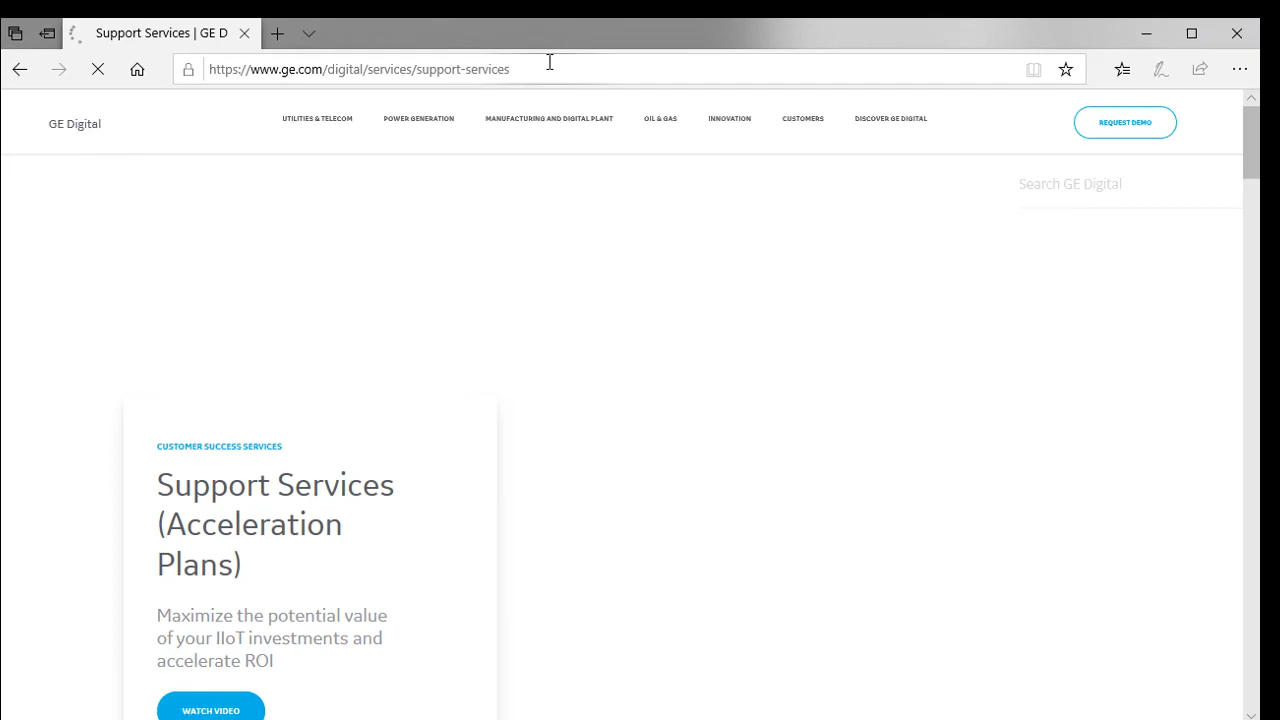 Support Services | GE D
https://www.ge.com/digital/services/support-services
GE Digital
UTILITIES & TELECOM POWER GENERATION MANUFACTURING AND DIGITAL PLANT OIL & GAS INNOVATION CUSTOMERS DISCOVER GE DIGITAL
REQUEST DEMO
Search GE Digital
CUSTOMER SUCCESS SERVICES
Support Services
(Acceleration
Plans)
Maximize the potential value
of your IIoT investments and
accelerate ROI
WATCH VIDEO